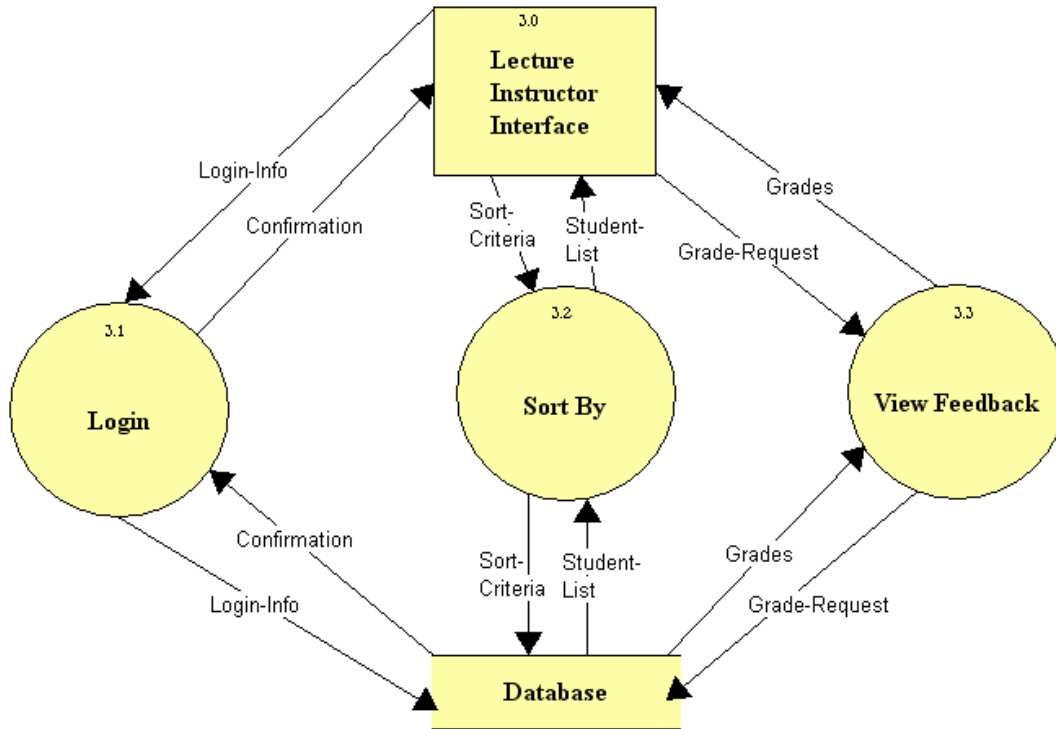 3.0
Lecture
Instructor
Interface
Login-Info
Confirmation
Sort-
Criteria
Student-
List
Grades
Grade-Request
3.1
Login
3.2
Sort By
3.3
View Feedback
Confirmation
Login-Info
Sort-
Criteria
Student-
List
Grades
Grade-Request
Database